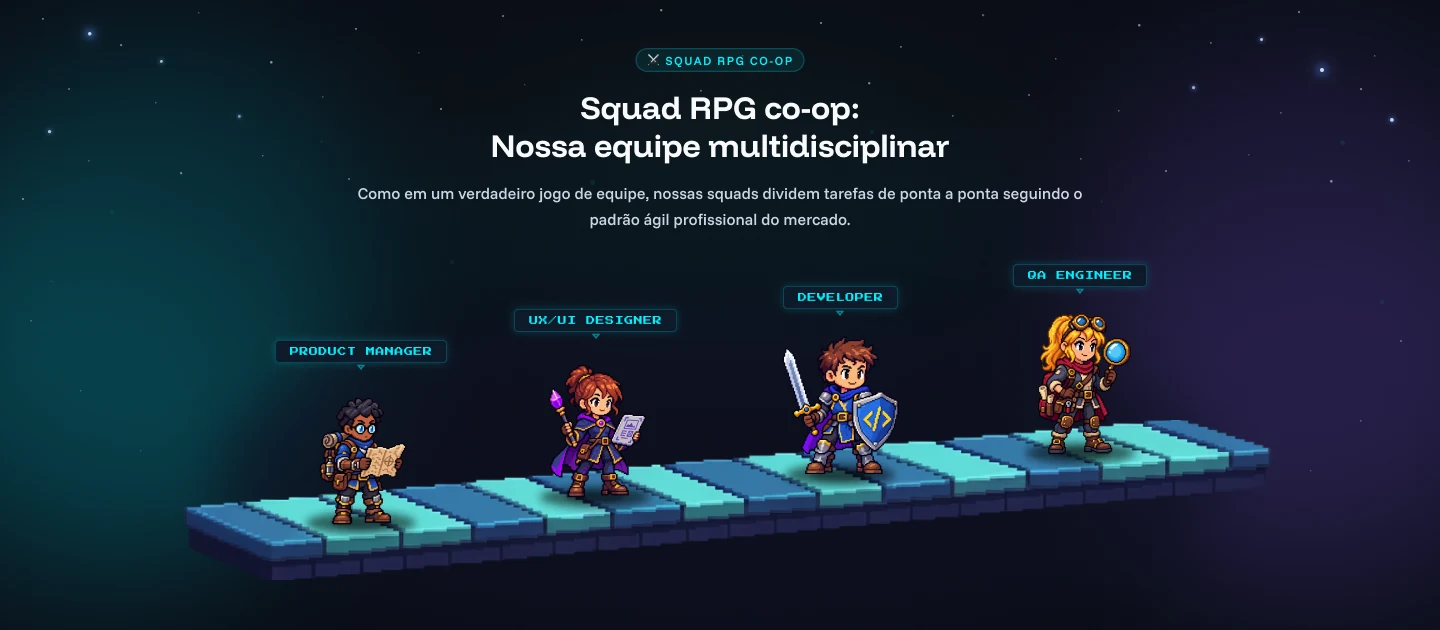 SQUAD RPG CO-OP
Squad RPG co-op:
Nossa equipe multidisciplinar
Como em um verdadeiro jogo de equipe, nossas squads dividem tarefas de ponta a ponta seguindo o
padrão ágil profissional do mercado.
PRODUCT MANAGER
UX/UI DESIGNER
DEVELOPER
QA ENGINEER
</>